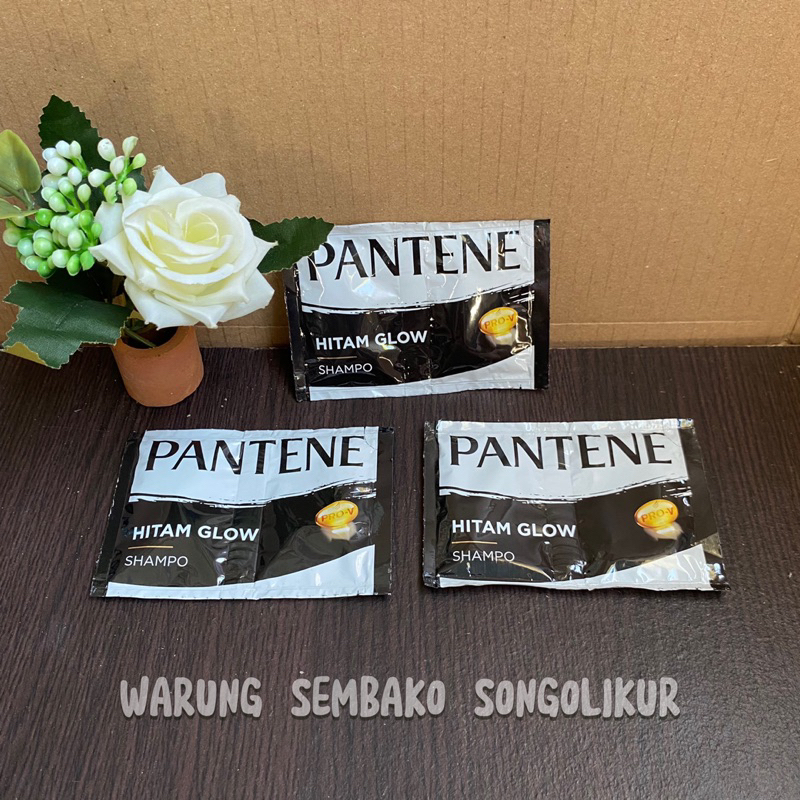 PANTENE
PRO-V
HITAM GLOW
SHAMPO
PANTENE
PRO-V
HITAM GLOW
SHAMPO
PANTENE
PRO-V
HITAM GLOW
SHAMPO
WARUNG SEMBAKO SONGOLIKUR